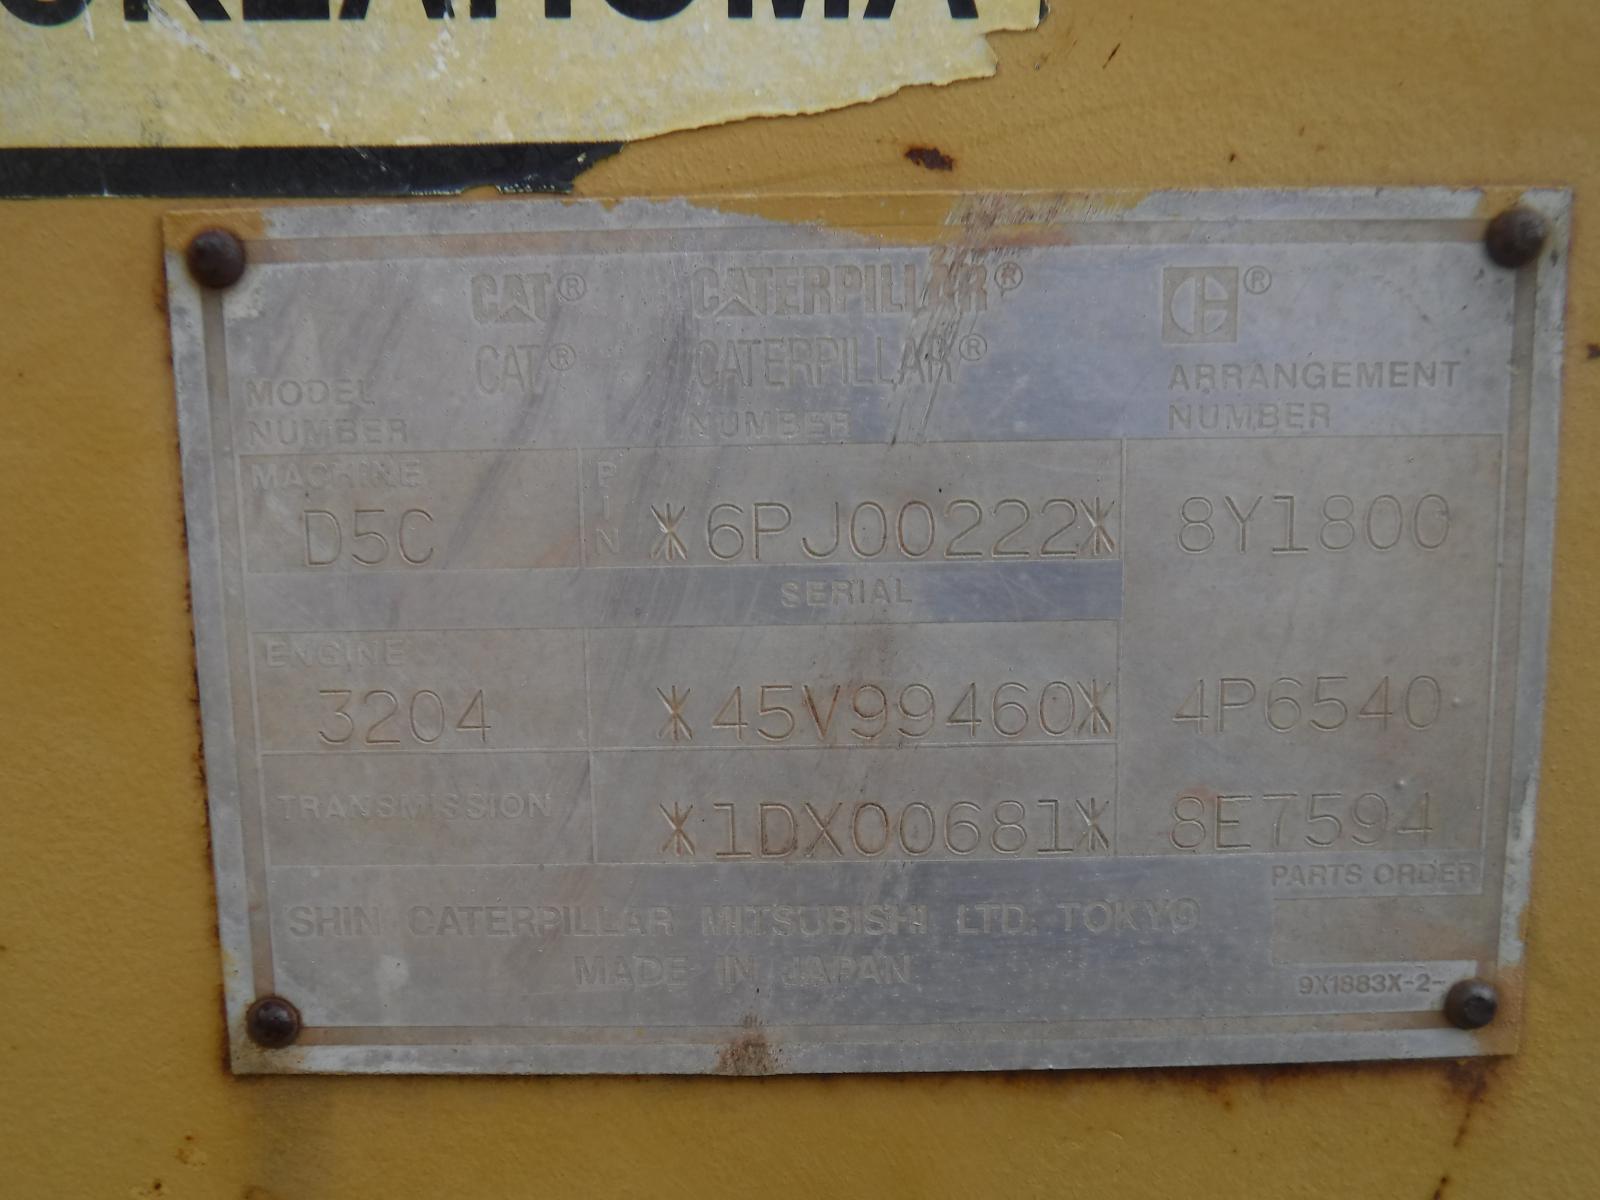 OKLAHOMA
CAT® CATERPILLAR® ®
CAT® CATERPILLAR®
MODEL NUMBER
NUMBER
ARRANGEMENT NUMBER
MACHINE
D5C
PIN
*6PJ00222*
8Y1800
SERIAL
ENGINE
3204
*45V99460*
4P6540
TRANSMISSION
*1DX00681*
8E7594
PARTS ORDER
SHIN CATERPILLAR MITSUBISHI LTD. TOKYO
MADE IN JAPAN
9X1883X-2-